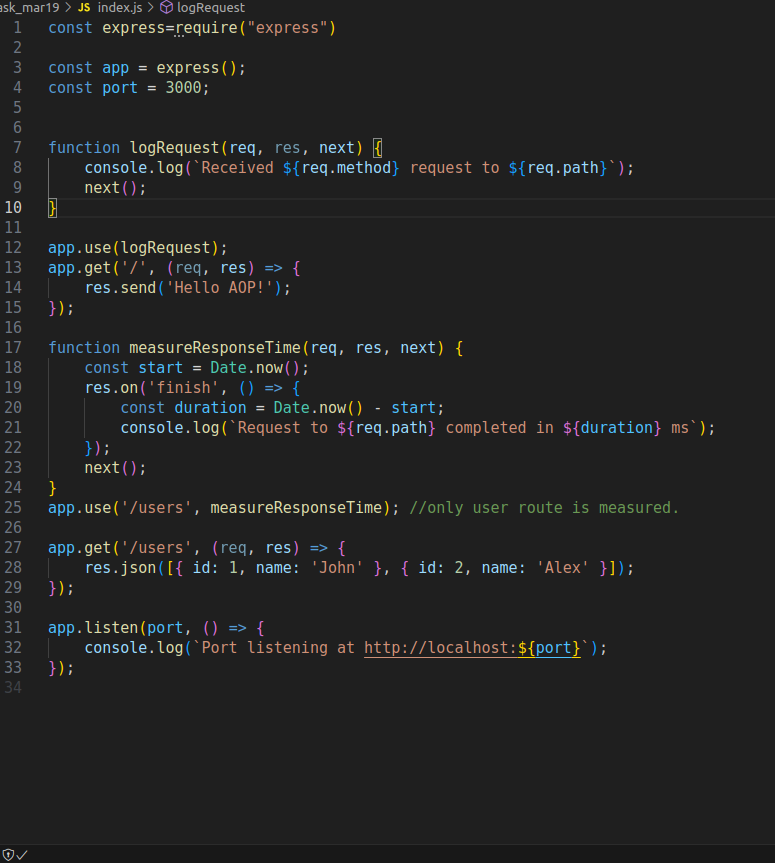 ask_mar19 > JS index.js > logRequest
1 const express=require("express")
2
3 const app = express();
4 const port = 3000;
5
6
7 function logRequest(req, res, next) {
8     console.log(`Received ${req.method} request to ${req.path}`);
9     next();
10 }
11
12 app.use(logRequest);
13 app.get('/', (req, res) => {
14     res.send('Hello AOP!');
15 });
16
17 function measureResponseTime(req, res, next) {
18     const start = Date.now();
19     res.on('finish', () => {
20         const duration = Date.now() - start;
21         console.log(`Request to ${req.path} completed in ${duration} ms`);
22     });
23     next();
24 }
25 app.use('/users', measureResponseTime); //only user route is measured.
26
27 app.get('/users', (req, res) => {
28     res.json([{ id: 1, name: 'John' }, { id: 2, name: 'Alex' }]);
29 });
30
31 app.listen(port, () => {
32     console.log(`Port listening at http://localhost:${port}`);
33 });
34